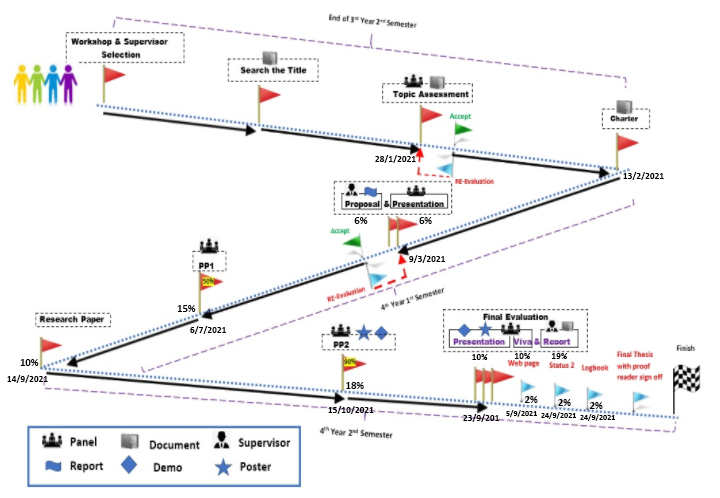 End of 3rd Year 2nd Semester
Workshop & Supervisor
Selection
Search the Title
Topic Assessment
Accept
Charter
28/1/2021
RE-Evaluation
13/2/2021
Proposal & Presentation
6%
6%
Accept
9/3/2021
RE-Evaluation
4th Year 1st Semester
PP1
50%
15%
6/7/2021
Research Paper
10%
14/9/2021
PP2
90%
18%
15/10/2021
Final Evaluation
Presentation Viva & Report
10% 10% 19%
Web page
Status 2
Logbook
Final Thesis
with proof
reader sign off
Finish
2%
2%
2%
23/9/201
5/9/2021
24/9/2021
24/9/2021
4th Year 2nd Semester
Panel
Document
Supervisor
Report
Demo
Poster